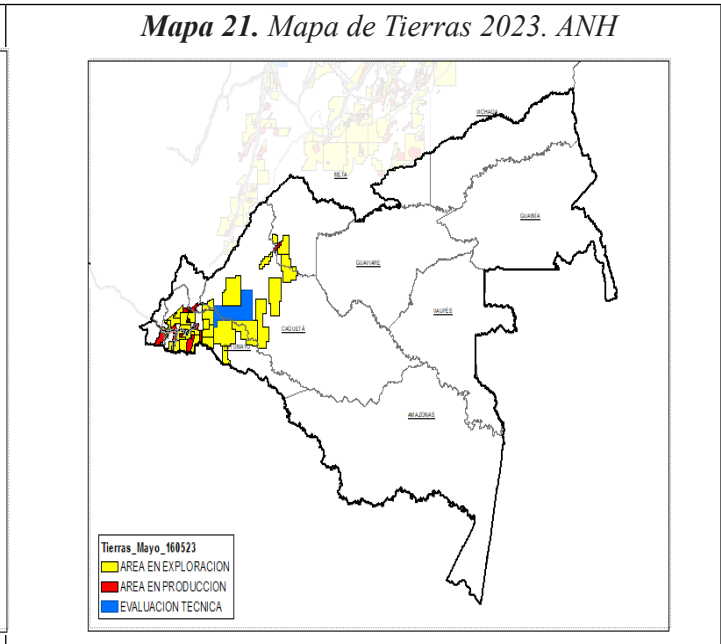 Mapa 21. Mapa de Tierras 2023. ANH
VICHADA
META
GUAINÍA
GUAVIARE
VAUPÉS
CAQUETÁ
PUTUMAYO
AMAZONAS
Tierras_Mayo_160523
AREA EN EXPLORACION
AREA EN PRODUCCION
EVALUACION TECNICA